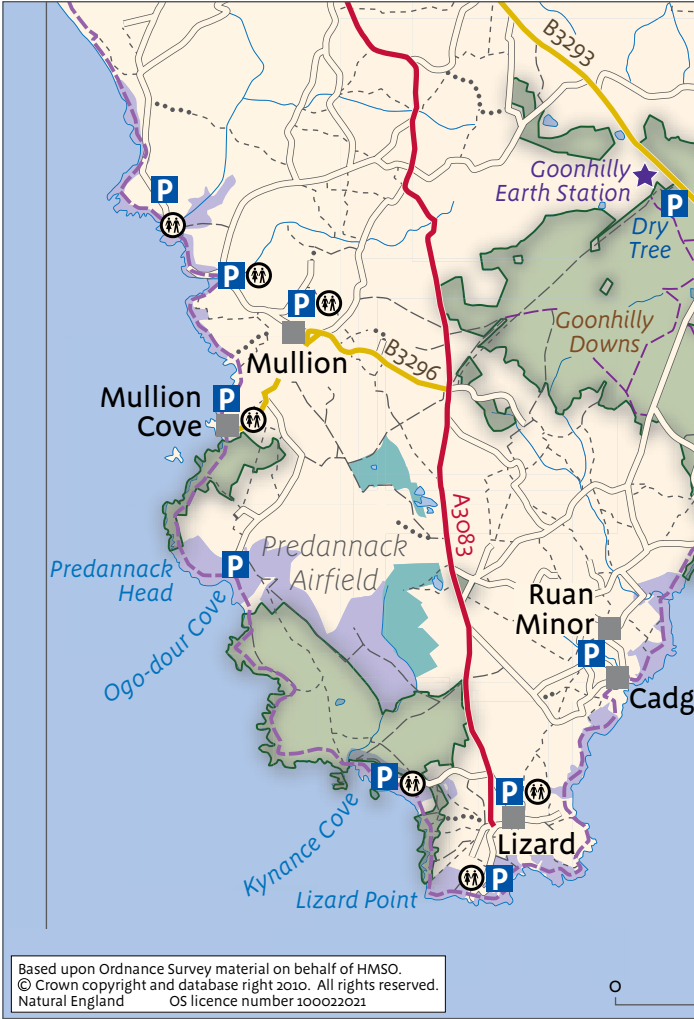 B3293
P
Goonhilly
Earth Station
P
Dry
Tree
P
P
Goonhilly
Downs
Mullion
B3296
P
Mullion
Cove
A3083
Predannack
Airfield
P
Predannack
Head
Ogo-dour Cove
Ruan
Minor
P
Cadg
P
P
Kynance Cove
Lizard
P
Lizard Point
Based upon Ordnance Survey material on behalf of HMSO.
© Crown copyright and database right 2010. All rights reserved.
Natural England OS licence number 100022021
0